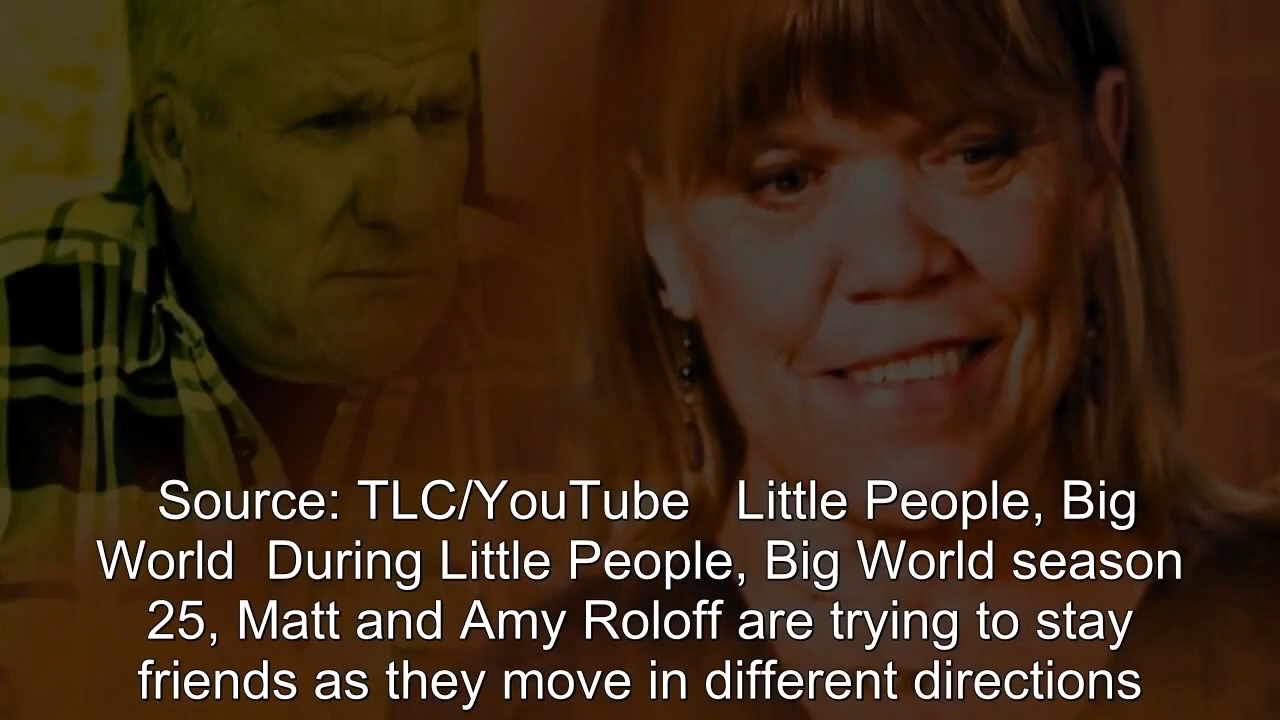 Source: TLC/YouTube   Little People, Big
World  During Little People, Big World season
25, Matt and Amy Roloff are trying to stay
friends as they move in different directions